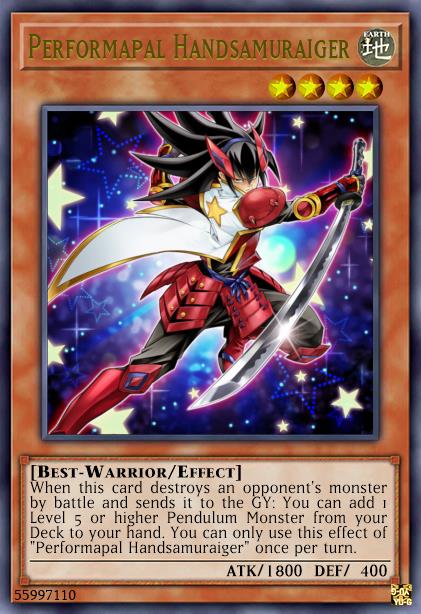 Performapal Handsamuraiger
EARTH
地
[Best-Warrior/Effect]
When this card destroys an opponent's monster
by battle and sends it to the GY: You can add 1
Level 5 or higher Pendulum Monster from your
Deck to your hand. You can only use this effect of
"Performapal Handsamuraiger" once per turn.
ATK/1800 DEF/ 400
55997110